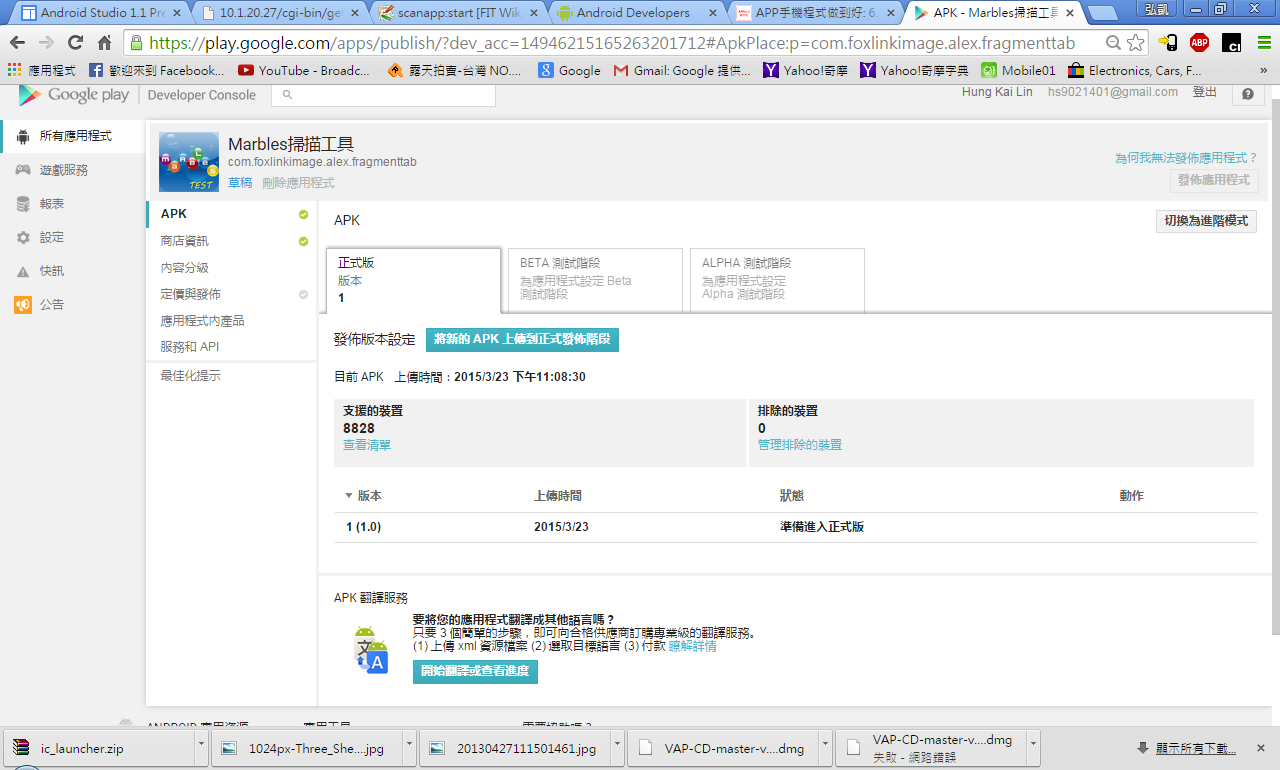 Android Studio 1.1 Pre
10.1.20.27/cgi-bin/get
scanapp:start [FIT Wik
Android Developers
APP手機程式做到好: 6.
APK - Marbles掃描工具
弘凱
https://play.google.com/apps/publish/?dev_acc=14946215165263201712#ApkPlace:p=com.foxlinkimage.alex.fragmenttab
ABP
應用程式
歡迎來到 Facebook...
YouTube - Broadc...
露天拍賣-台灣 NO....
Google
Gmail: Google 提供...
Yahoo!奇摩
Yahoo!奇摩字典
Mobile01
Electronics, Cars, F...
Google play
Developer Console
Hung Kai Lin
hs9021401@gmail.com
登出
所有應用程式
遊戲服務
報表
設定
快訊
公告
TEST
Marbles掃描工具
com.foxlinkimage.alex.fragmenttab
草稿 刪除應用程式
為何我無法發佈應用程式？
發佈應用程式
APK
商店資訊
內容分級
定價與發佈
應用程式內產品
服務和 API
最佳化提示
APK
切換為進階模式
正式版
版本
1
BETA 測試階段
為應用程式設定 Beta
測試階段
ALPHA 測試階段
為應用程式設定
Alpha 測試階段
發佈版本設定
將新的 APK 上傳到正式發佈階段
目前 APK 上傳時間：2015/3/23 下午11:08:30
支援的裝置
8828
查看清單
排除的裝置
0
管理排除的裝置
版本 上傳時間 狀態 動作
1 (1.0) 2015/3/23 準備進入正式版
APK 翻譯服務
要將您的應用程式翻譯成其他語言嗎？
只要 3 個簡單的步驟，即可向合格供應商訂購專業級的翻譯服務。
(1) 上傳 xml 資源檔案 (2) 選取目標語言 (3) 付款 瞭解詳情
文
A
開始翻譯或查看進度
ANDROID 應用資源
應用工具
需要協助嗎？
ic_launcher.zip
1024px-Three_She....jpg
20130427111501461.jpg
VAP-CD-master-v....dmg
VAP-CD-master-v....dmg
失敗 - 網路錯誤
顯示所有下載...